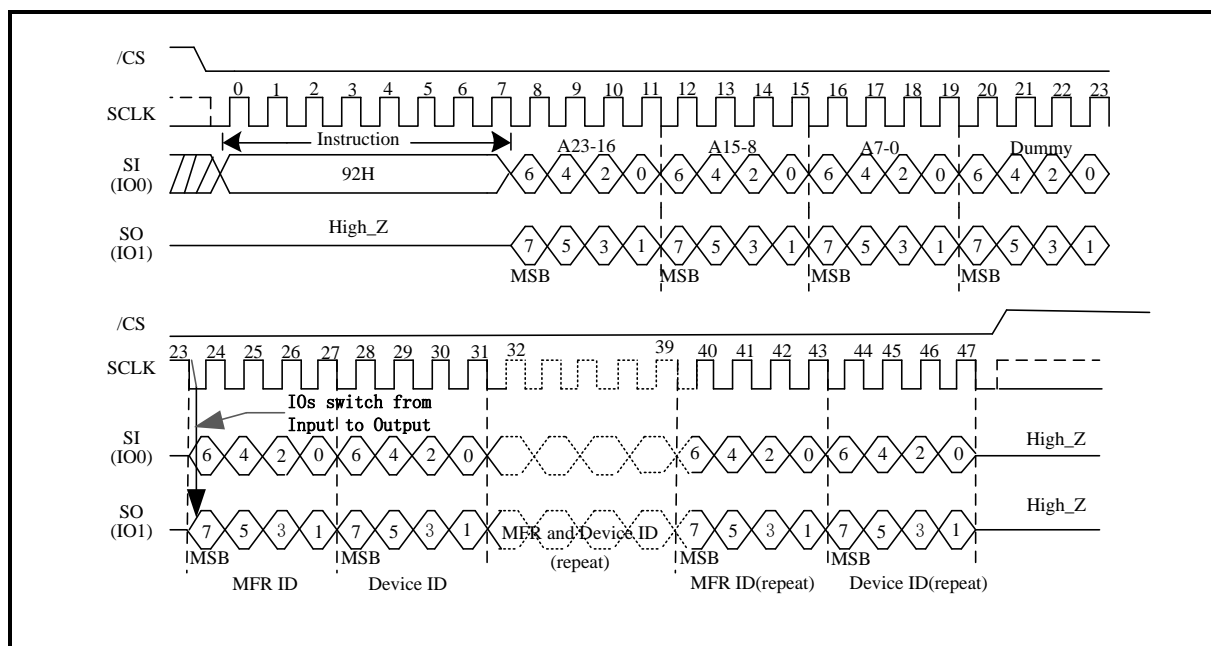 /CS
0 1 2 3 4 5 6 7 8 9 10 11 12 13 14 15 16 17 18 19 20 21 22 23
SCLK
Instruction A23-16 A15-8 A7-0 Dummy
SI
(IO0)
92H 6 4 2 0 6 4 2 0 6 4 2 0 6 4 2 0
High_Z
SO
(IO1)
7 5 3 1 7 5 3 1 7 5 3 1 7 5 3 1
MSB MSB MSB MSB
/CS
23 24 25 26 27 28 29 30 31 32 39 40 41 42 43 44 45 46 47
SCLK
IOs switch from
Input to Output
SI
(IO0)
6 4 2 0 6 4 2 0 6 4 2 0 6 4 2 0 High_Z
SO
(IO1)
7 5 3 1 7 5 3 1 MFR and Device ID 7 5 3 1 7 5 3 1 High_Z
MSB MSB (repeat) MSB MSB
MFR ID Device ID MFR ID(repeat) Device ID(repeat)